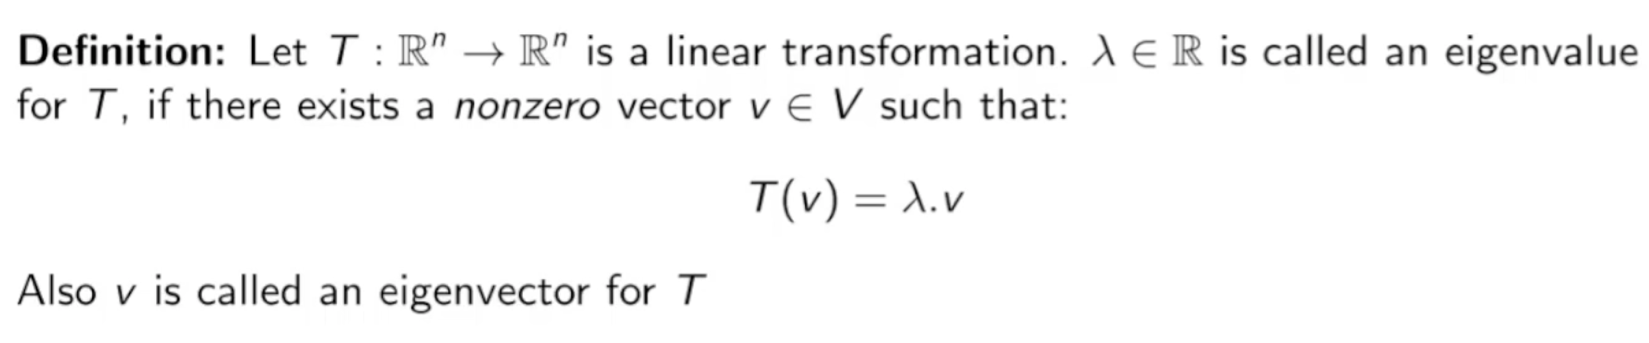 Definition: Let T : ℝⁿ → ℝⁿ is a linear transformation. λ ∈ ℝ is called an eigenvalue
for T, if there exists a nonzero vector v ∈ V such that:
T(v) = λ.v
Also v is called an eigenvector for T